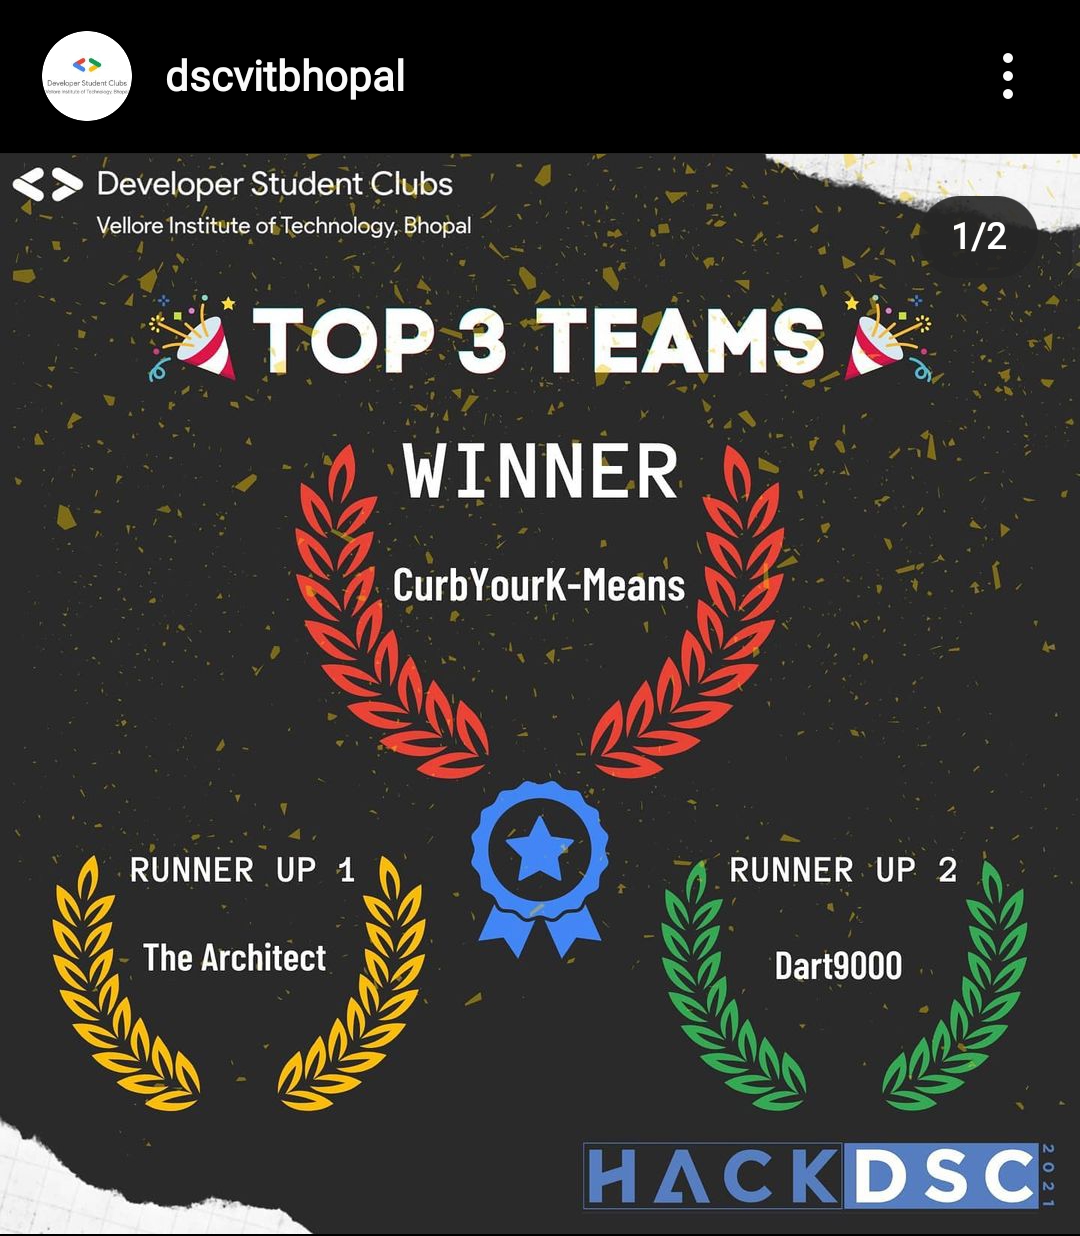 dscvitbhopal
Developer Student Clubs
Vellore Institute of Technology, Bhopal
Developer Student Clubs
Vellore Institute of Technology, Bhopal
1/2
TOP 3 TEAMS
WINNER
CurbYourK-Means
RUNNER UP 1
The Architect
RUNNER UP 2
Dart9000
HACKDSC
2021